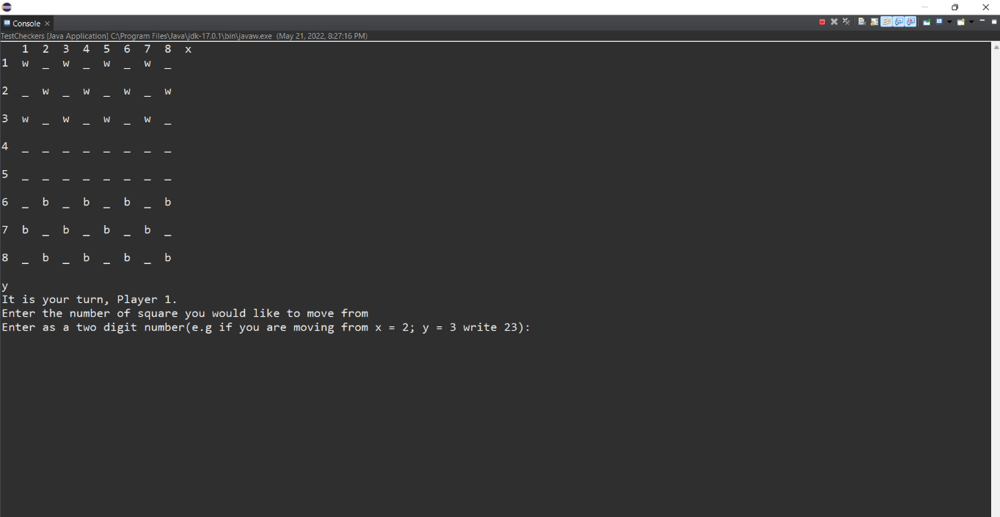 Console
TestCheckers [Java Application] C:\Program Files\Java\jdk-17.0.1\bin\javaw.exe (May 21, 2022, 8:27:16 PM)
1 2 3 4 5 6 7 8 x
1 w _ w _ w _ w _
2 _ w _ w _ w _ w
3 w _ w _ w _ w _
4 _ _ _ _ _ _ _ _
5 _ _ _ _ _ _ _ _
6 _ b _ b _ b _ b
7 b _ b _ b _ b _
8 _ b _ b _ b _ b
y
It is your turn, Player 1.
Enter the number of square you would like to move from
Enter as a two digit number(e.g if you are moving from x = 2; y = 3 write 23):